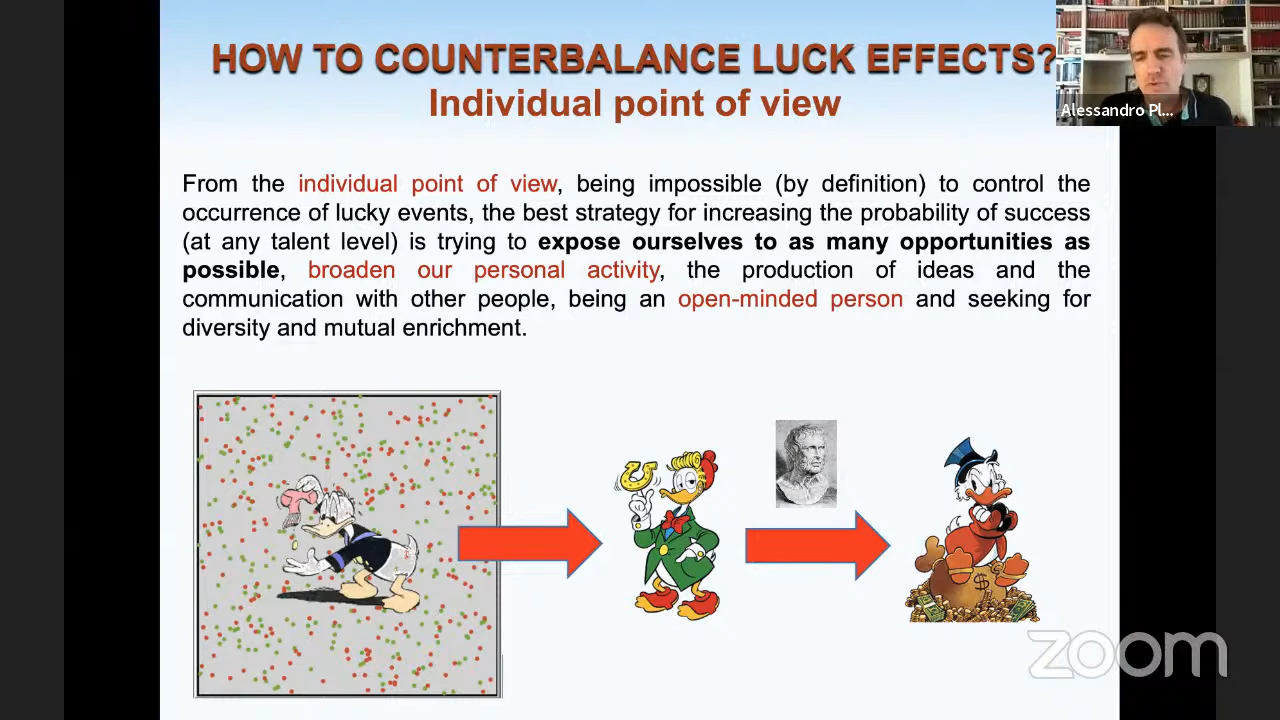 HOW TO COUNTERBALANCE LUCK EFFECTS?
Individual point of view
Alessandro Pl...
From the individual point of view, being impossible (by definition) to control the
occurrence of lucky events, the best strategy for increasing the probability of success
(at any talent level) is trying to expose ourselves to as many opportunities as
possible, broaden our personal activity, the production of ideas and the
communication with other people, being an open-minded person and seeking for
diversity and mutual enrichment.
$
zoom